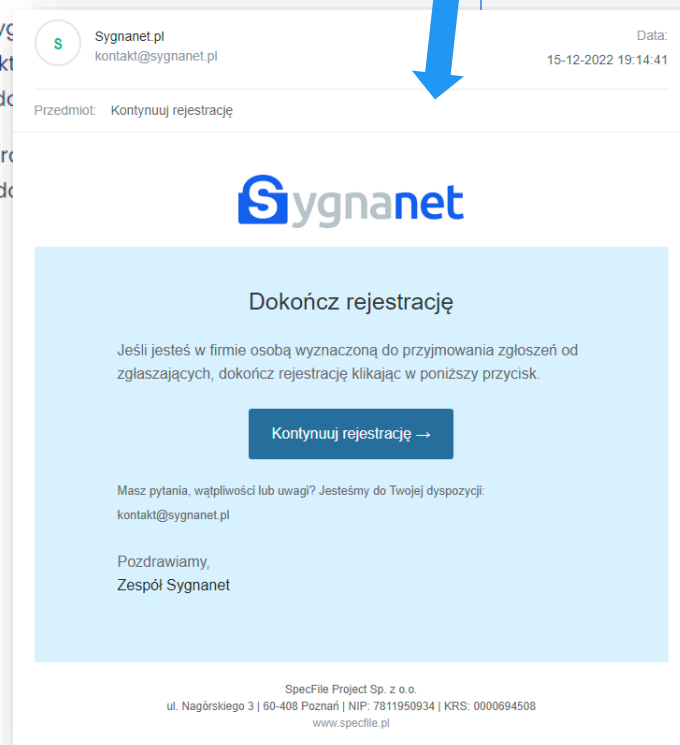 S
Sygnanet.pl
kontakt@sygnanet.pl
Data:
15-12-2022 19:14:41
Przedmiot: Kontynuuj rejestrację
Sygnanet
Dokończ rejestrację
Jeśli jesteś w firmie osobą wyznaczoną do przyjmowania zgłoszeń od
zgłaszających, dokończ rejestrację klikając w poniższy przycisk.
Kontynuuj rejestrację →
Masz pytania, wątpliwości lub uwagi? Jesteśmy do Twojej dyspozycji:
kontakt@sygnanet.pl
Pozdrawiamy,
Zespół Sygnanet
SpecFile Project Sp. z o.o.
ul. Nagórskiego 3 | 60-408 Poznań | NIP: 7811950934 | KRS: 0000694508
www.specfile.pl